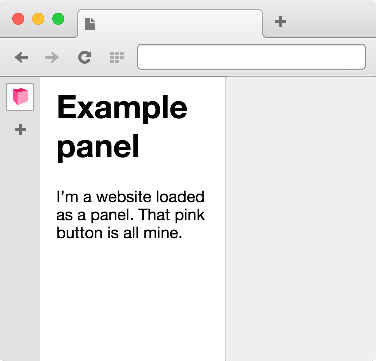 Example
panel
I'm a website loaded
as a panel. That pink
button is all mine.